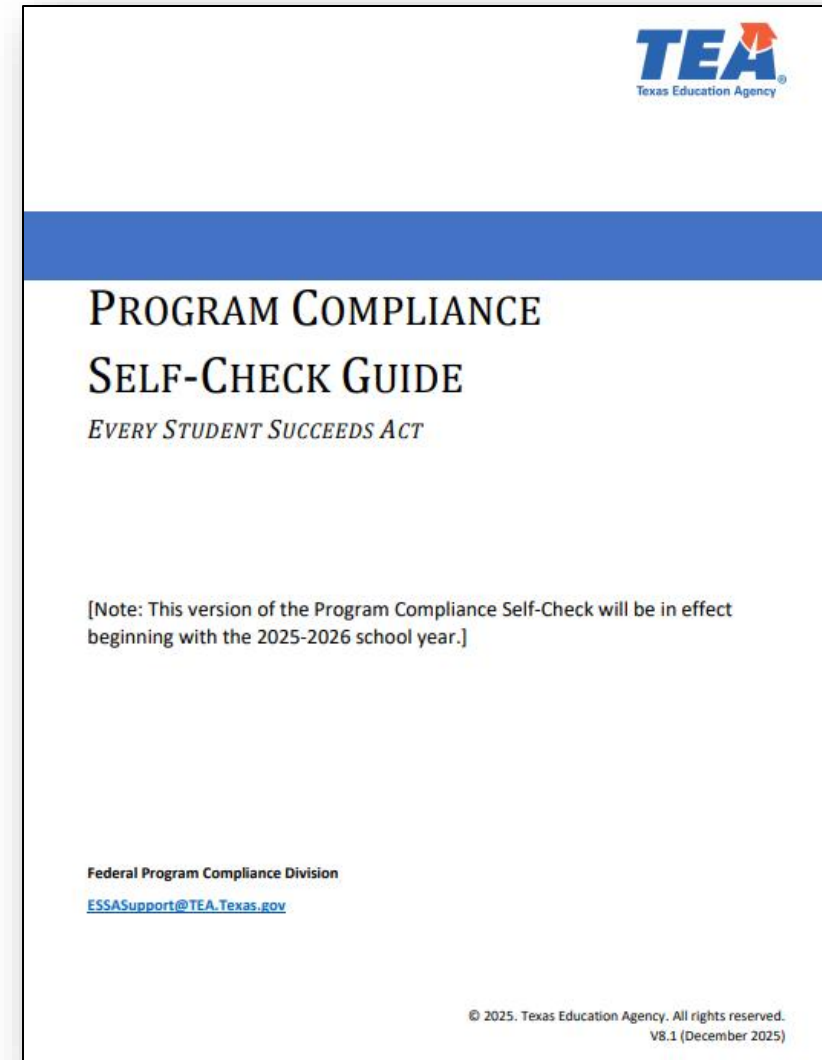 TEA®
Texas Education Agency
PROGRAM COMPLIANCE
SELF-CHECK GUIDE
EVERY STUDENT SUCCEEDS ACT
[Note: This version of the Program Compliance Self-Check will be in effect
beginning with the 2025-2026 school year.]
Federal Program Compliance Division
ESSASupport@TEA.Texas.gov
© 2025. Texas Education Agency. All rights reserved.
V8.1 (December 2025)